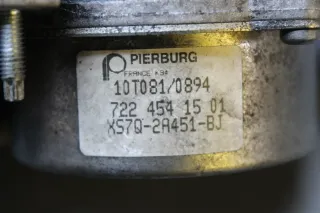 PIERBURG
FRANCE
10T081/0894
722 454 15 01
XS7Q-2A451-BJ